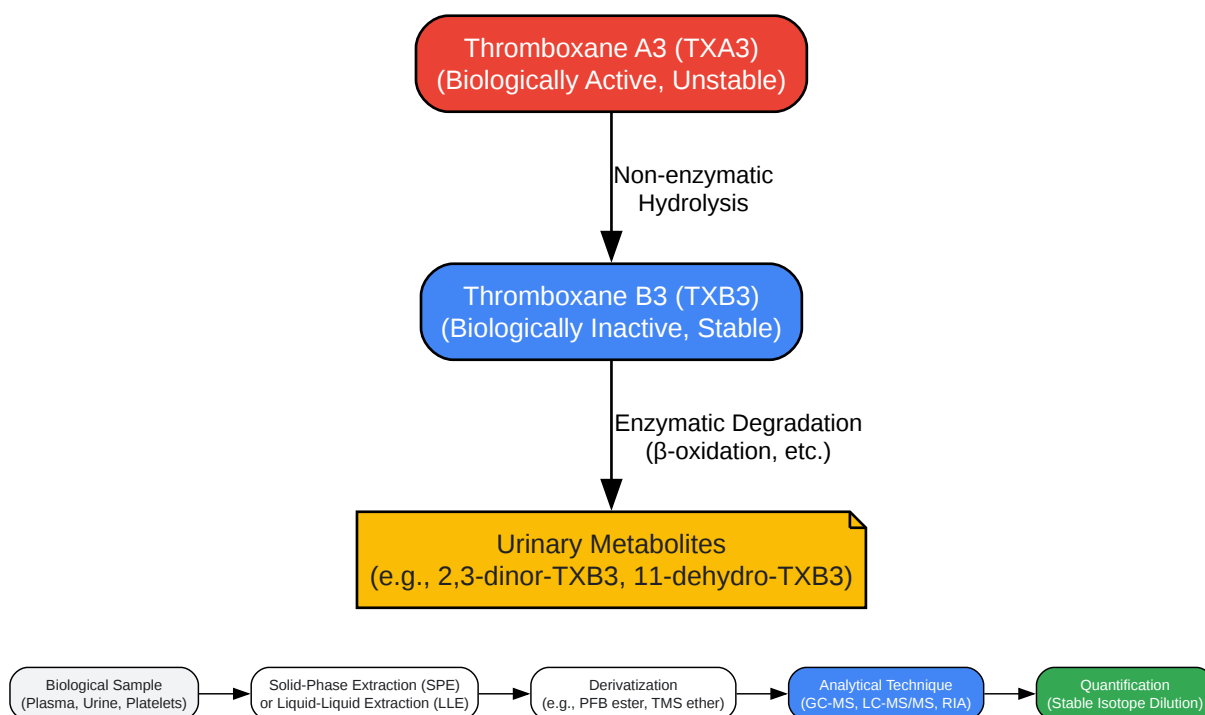 Thromboxane A3 (TXA3)
(Biologically Active, Unstable)
Non-enzymatic
Hydrolysis
Thromboxane B3 (TXB3)
(Biologically Inactive, Stable)
Enzymatic Degradation
(β-oxidation, etc.)
Urinary Metabolites
(e.g., 2,3-dinor-TXB3, 11-dehydro-TXB3)
Biological Sample
(Plasma, Urine, Platelets)
Solid-Phase Extraction (SPE)
or Liquid-Liquid Extraction (LLE)
Derivatization
(e.g., PFB ester, TMS ether)
Analytical Technique
(GC-MS, LC-MS/MS, RIA)
Quantification
(Stable Isotope Dilution)